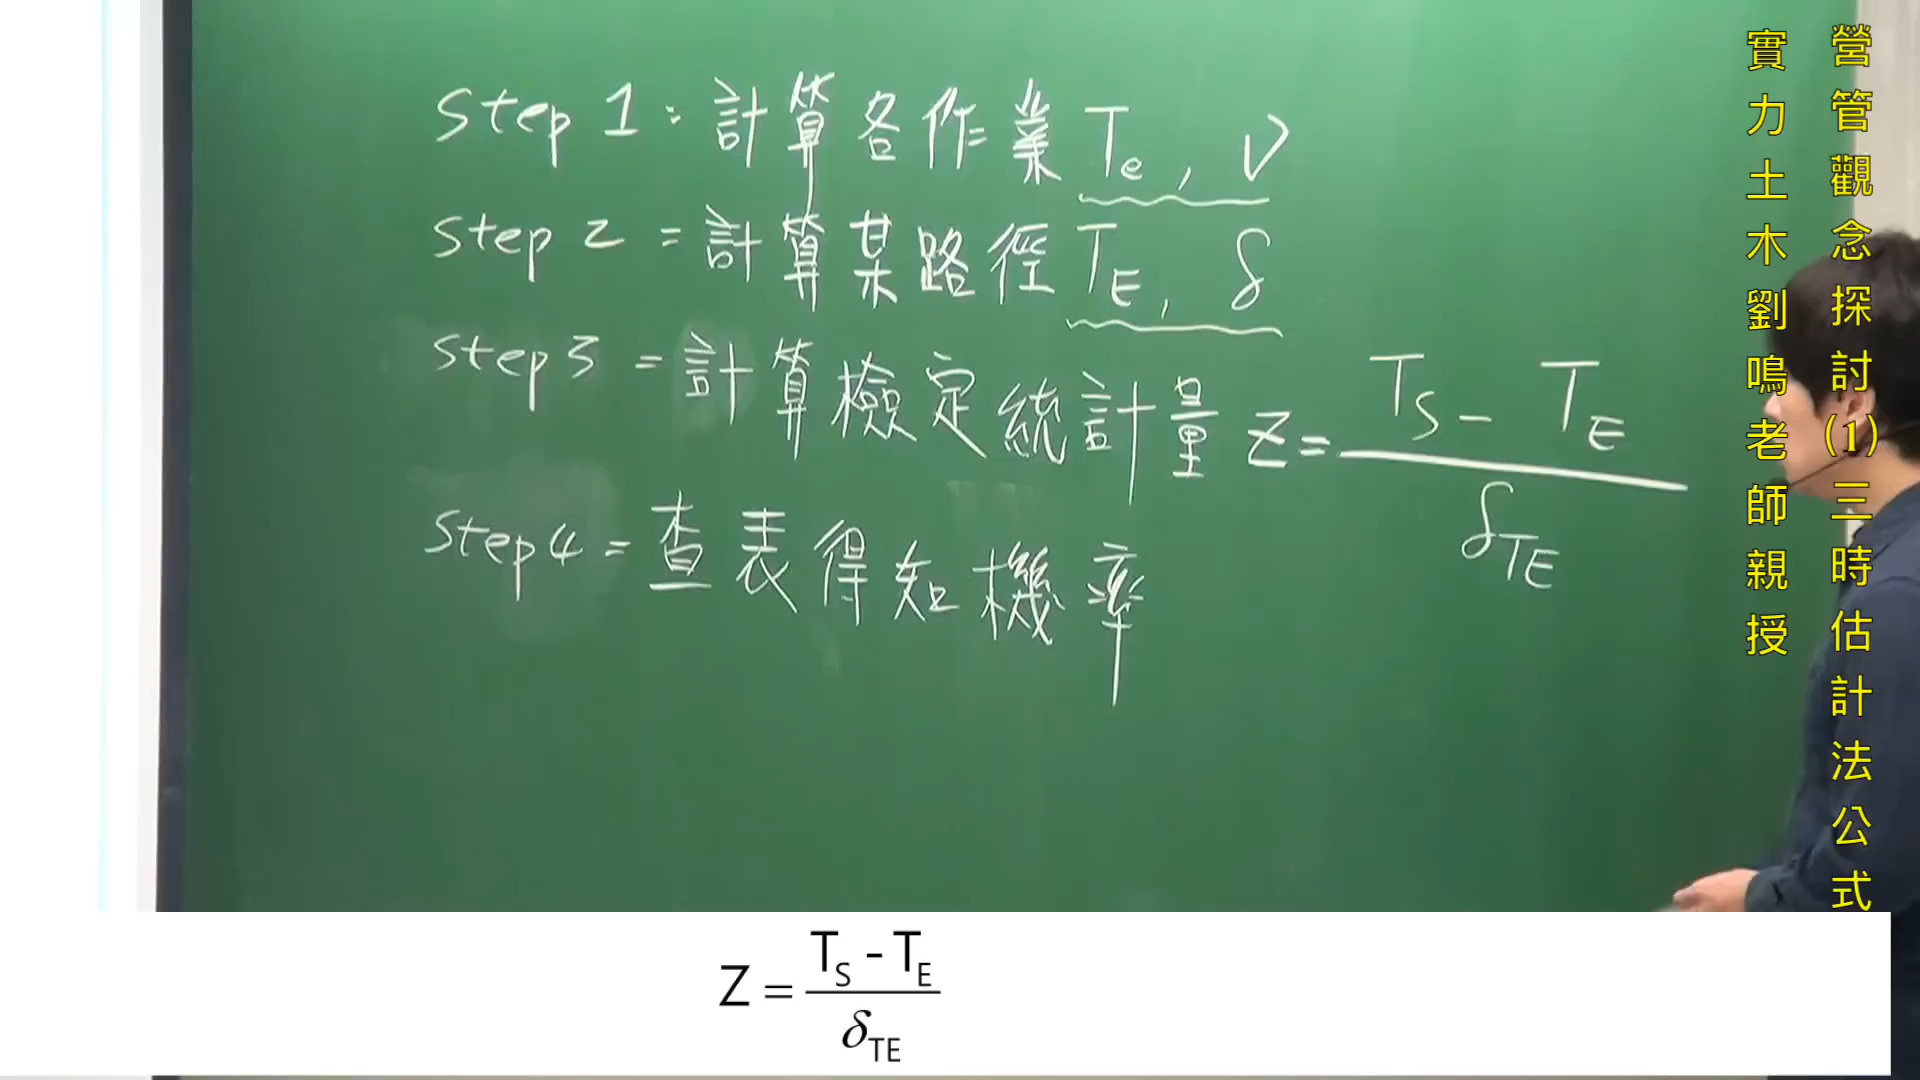 Step 1：計算各作業 Te , V
Step 2 = 計算某路徑 TE , δ
Step 3 = 計算檢定統計量 Z = (TS - TE) / δTE
Step 4 = 查表得知機率
營管觀念探討(1)三時估計法公式
實力土木劉鳴老師親授
Z = (TS - TE) / δTE